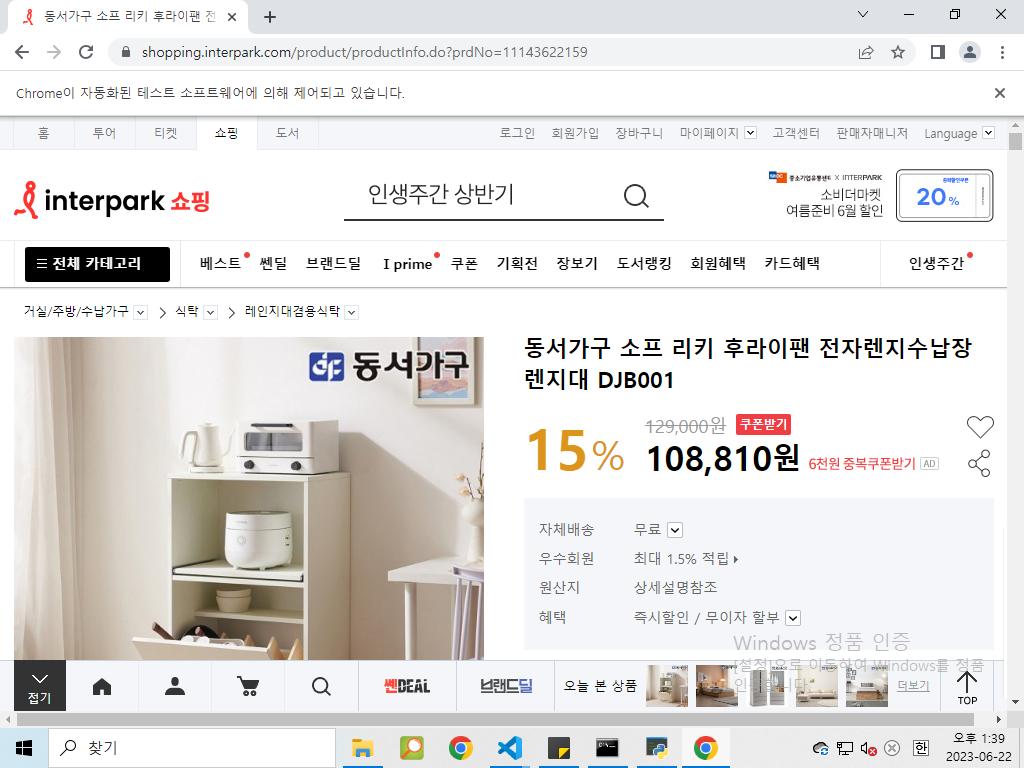 동서가구 소프 리키 후라이팬 전
shopping.interpark.com/product/productInfo.do?prdNo=11143622159
Chrome이 자동화된 테스트 소프트웨어에 의해 제어되고 있습니다.
홈 투어 티켓 쇼핑 도서 로그인 회원가입 장바구니 마이페이지 고객센터 판매자매니저 Language
interpark 쇼핑
인생주간 상반기
중소기업유통센터 X INTERPARK
소비더마켓
여름준비 6월 할인
중복할인쿠폰
20%
전체 카테고리 베스트 쎈딜 브랜드딜 I prime 쿠폰 기획전 장보기 도서랭킹 회원혜택 카드혜택 인생주간
거실/주방/수납가구 식탁 레인지대겸용식탁
동서가구
동서가구 소프 리키 후라이팬 전자렌지수납장
렌지대 DJB001
15%
129,000원 쿠폰받기
108,810원 6천원 중복쿠폰받기 AD
자체배송 무료
우수회원 최대 1.5% 적립
원산지 상세설명참조
혜택 즉시할인 / 무이자 할부
Windows 정품 인증
[설정]으로 이동하여 Windows를 정품
인증합니다.
접기
쎈DEAL
브랜드딜
오늘 본 상품
더보기
TOP
찾기
한
오후 1:39
2023-06-22